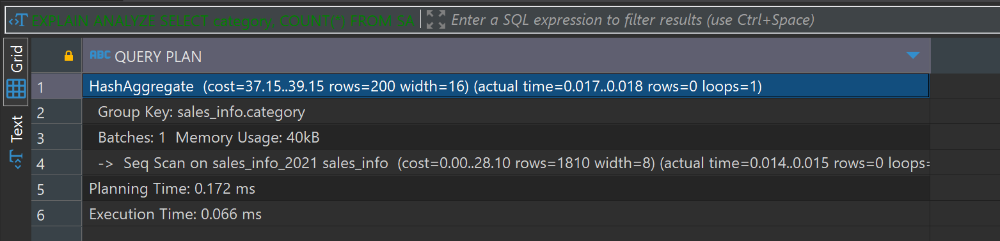 EXPLAIN ANALYZE SELECT category, COUNT(*) FROM SA Enter a SQL expression to filter results (use Ctrl+Space)
Grid
Text
ABC QUERY PLAN
1 HashAggregate (cost=37.15..39.15 rows=200 width=16) (actual time=0.017..0.018 rows=0 loops=1)
2 Group Key: sales_info.category
3 Batches: 1 Memory Usage: 40kB
4 -> Seq Scan on sales_info_2021 sales_info (cost=0.00..28.10 rows=1810 width=8) (actual time=0.014..0.015 rows=0 loops=
5 Planning Time: 0.172 ms
6 Execution Time: 0.066 ms